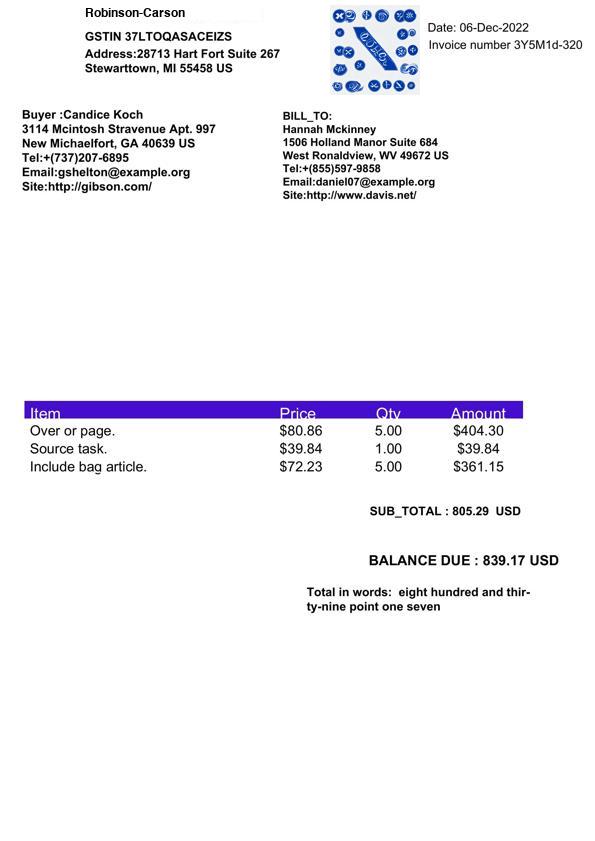 Robinson-Carson
GSTIN 37LTOQASACEIZS
Address:28713 Hart Fort Suite 267
Stewarttown, MI 55458 US
Date: 06-Dec-2022
Invoice number 3Y5M1d-320
Buyer :Candice Koch
3114 Mcintosh Stravenue Apt. 997
New Michaelfort, GA 40639 US
Tel:+(737)207-6895
Email:gshelton@example.org
Site:http://gibson.com/
BILL_TO:
Hannah Mckinney
1506 Holland Manor Suite 684
West Ronaldview, WV 49672 US
Tel:+(855)597-9858
Email:daniel07@example.org
Site:http://www.davis.net/
Item Price Qty Amount
Over or page. $80.86 5.00 $404.30
Source task. $39.84 1.00 $39.84
Include bag article. $72.23 5.00 $361.15
SUB_TOTAL : 805.29 USD
BALANCE DUE : 839.17 USD
Total in words: eight hundred and thir-
ty-nine point one seven